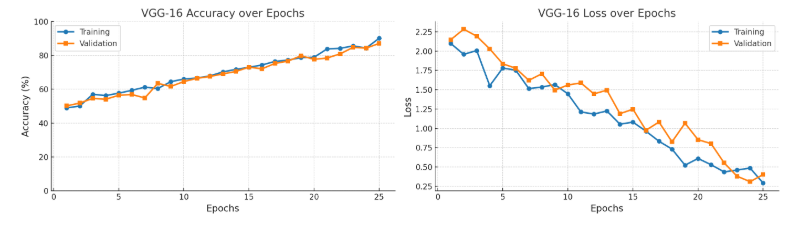 VGG-16 Accuracy over Epochs
100
80
60
40
20
0
Accuracy (%)
Training
Validation
0 5 10 15 20 25
Epochs
VGG-16 Loss over Epochs
2.25
2.00
1.75
1.50
1.25
1.00
0.75
0.50
0.25
Loss
Training
Validation
0 5 10 15 20 25
Epochs